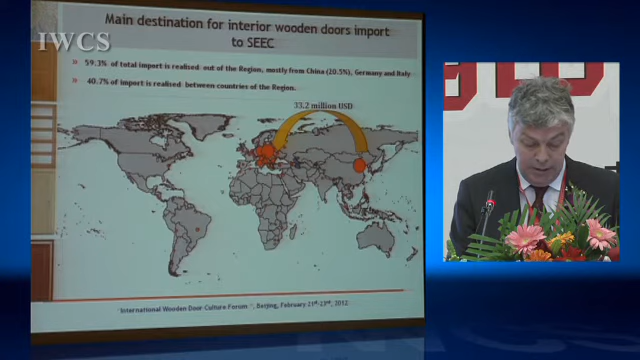 IWCS
Main destination for interior wooden doors import
to SEEC
» 59.3% of total import is realised out of the Region, mostly from China (20.5%), Germany and Italy
» 40.7% of import is realised between countries of the Region.
33.2 million USD
"International Wooden Door Culture Forum ", Beijing, February 21st-23rd, 2012